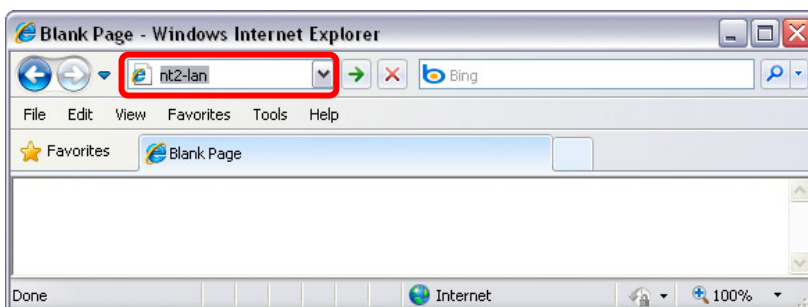 Blank Page - Windows Internet Explorer
nt2-lan Bing
File Edit View Favorites Tools Help
Favorites Blank Page
Done Internet 100%